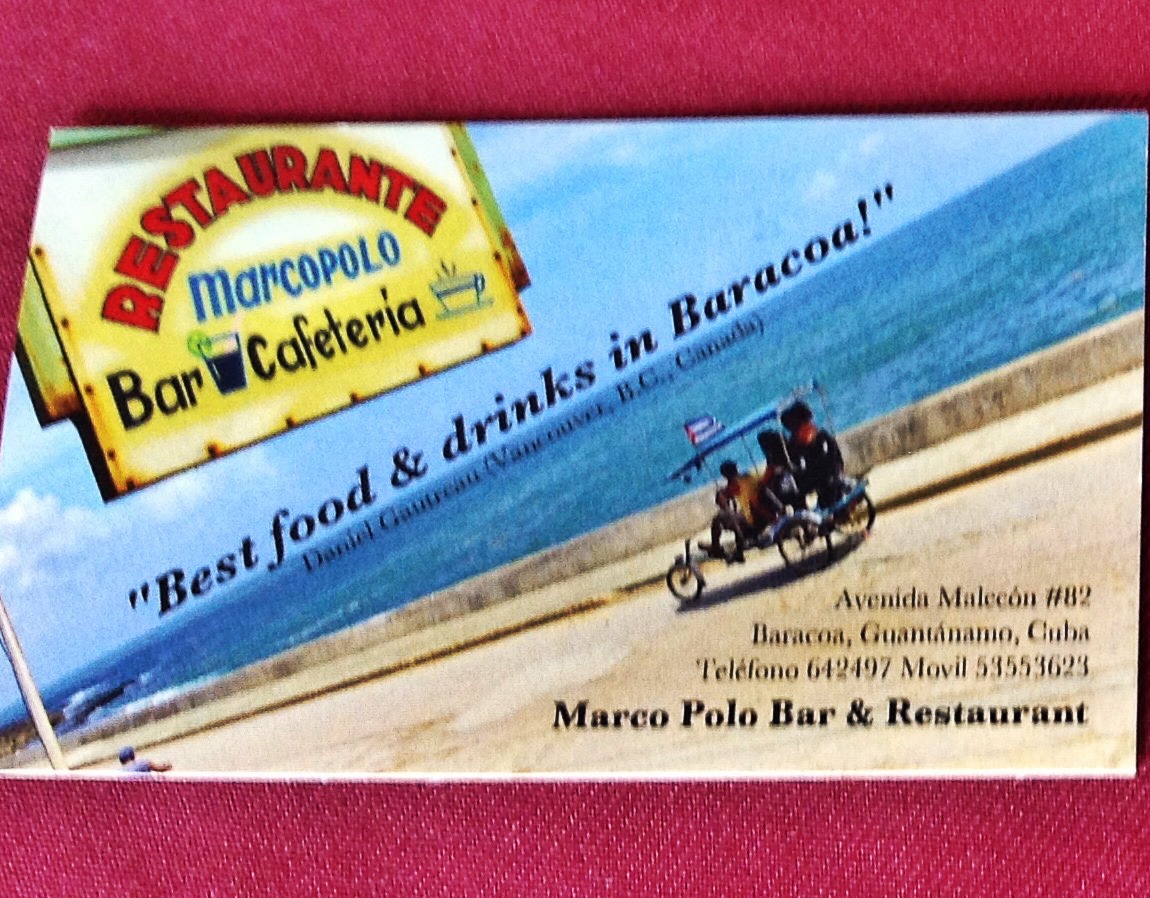 RESTAURANTE
marcoPOLO
Bar Cafetería
"Best food & drinks in Baracoa!"
Daniel Gautreau (Vancouver, B.C., Canada)
Avenida Malecón #82
Baracoa, Guantánamo, Cuba
Teléfono 642497 Movil 53553623
Marco Polo Bar & Restaurant